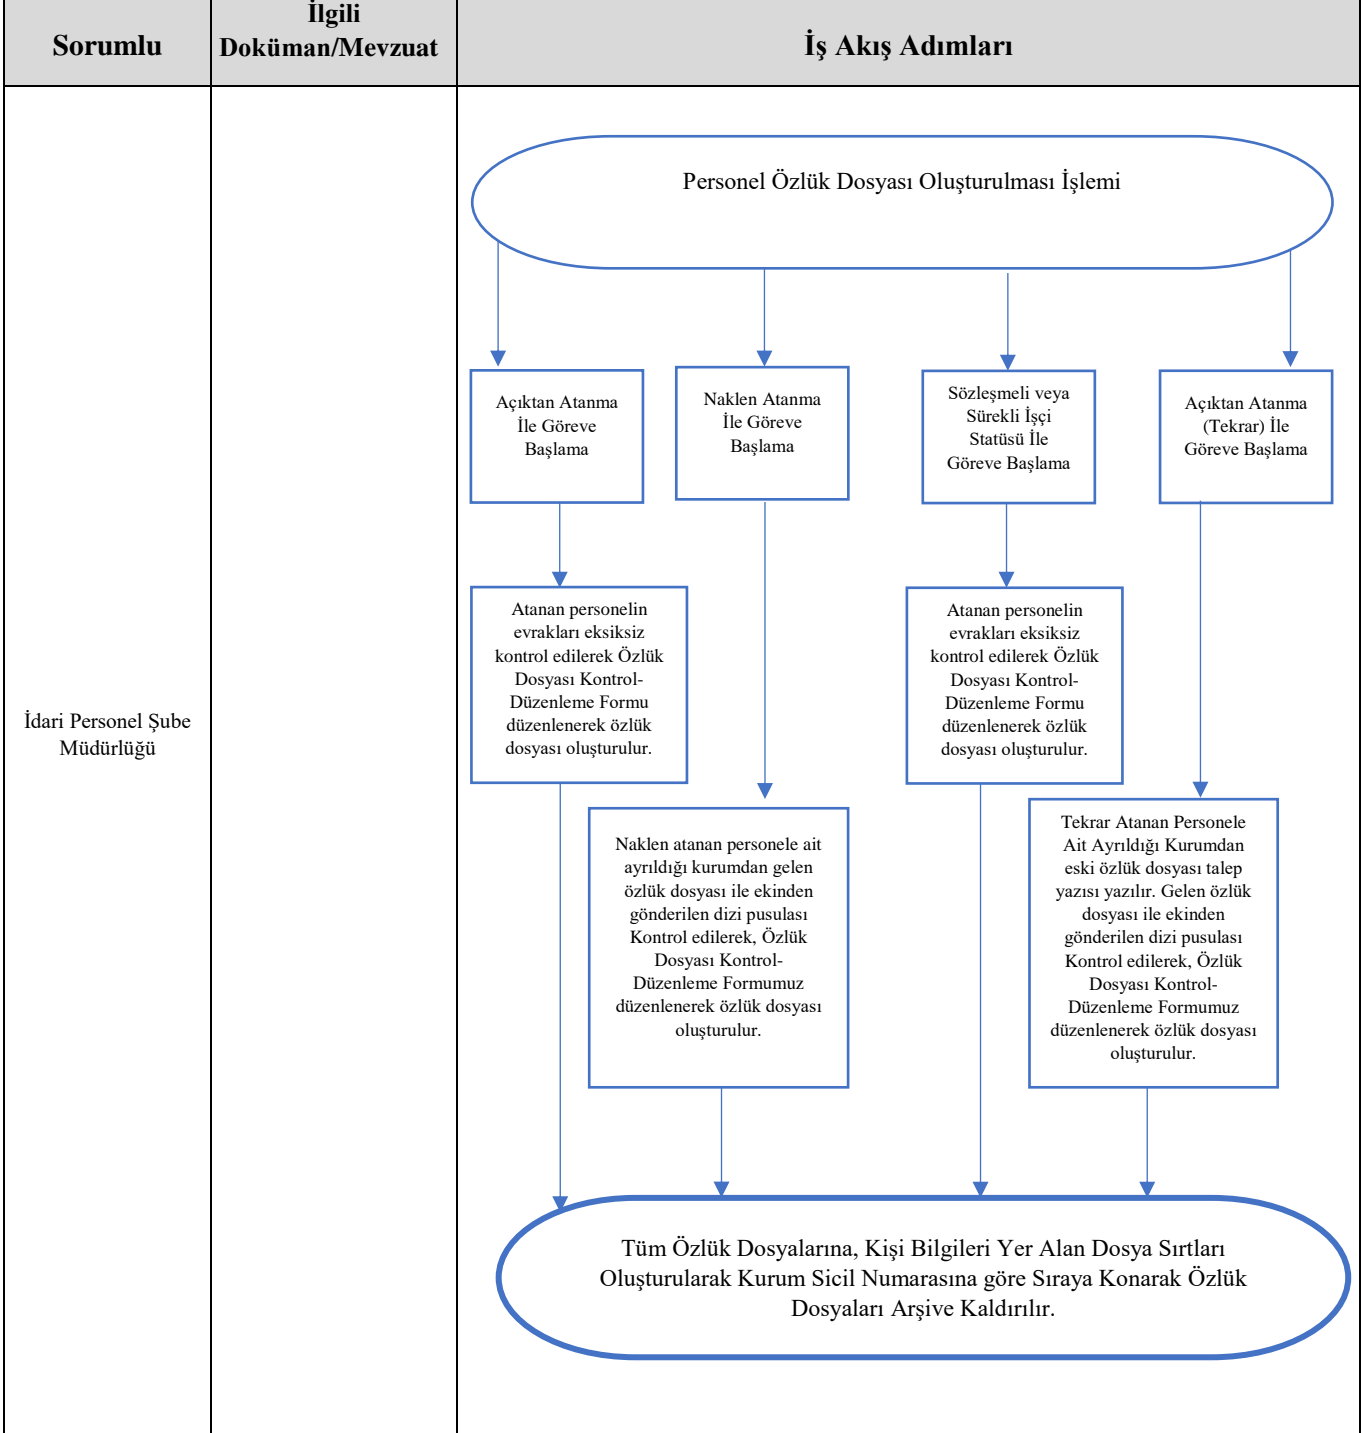 Sorumlu
İlgili
Doküman/Mevzuat
İş Akış Adımları
İdari Personel Şube
Müdürlüğü
Personel Özlük Dosyası Oluşturulması İşlemi
Açıktan Atanma
İle Göreve
Başlama
Naklen Atanma
İle Göreve
Başlama
Sözleşmeli veya
Sürekli İşçi
Statüsü İle
Göreve Başlama
Açıktan Atanma
(Tekrar) İle
Göreve Başlama
Atanan personelin
evrakları eksiksiz
kontrol edilerek Özlük
Dosyası Kontrol-
Düzenleme Formu
düzenlenerek özlük
dosyası oluşturulur.
Naklen atanan personele ait
ayrıldığı kurumdan gelen
özlük dosyası ile ekinden
gönderilen dizi pusulası
Kontrol edilerek, Özlük
Dosyası Kontrol-
Düzenleme Formumuz
düzenlenerek özlük dosyası
oluşturulur.
Atanan personelin
evrakları eksiksiz
kontrol edilerek Özlük
Dosyası Kontrol-
Düzenleme Formu
düzenlenerek özlük
dosyası oluşturulur.
Tekrar Atanan Personele
Ait Ayrıldığı Kurumdan
eski özlük dosyası talep
yazısı yazılır. Gelen özlük
dosyası ile ekinden
gönderilen dizi pusulası
Kontrol edilerek, Özlük
Dosyası Kontrol-
Düzenleme Formumuz
düzenlenerek özlük dosyası
oluşturulur.
Tüm Özlük Dosyalarına, Kişi Bilgileri Yer Alan Dosya Sırtları
Oluşturularak Kurum Sicil Numarasına göre Sıraya Konarak Özlük
Dosyaları Arşive Kaldırılır.